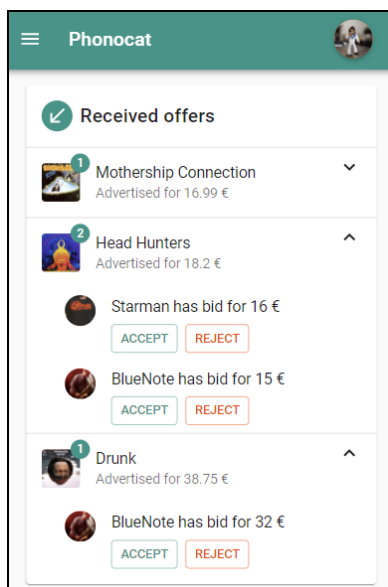 Phonocat
Received offers
1
Mothership Connection
Advertised for 16.99 €
2
Head Hunters
Advertised for 18.2 €
Starman has bid for 16 €
ACCEPT REJECT
BlueNote has bid for 15 €
ACCEPT REJECT
1
Drunk
Advertised for 38.75 €
BlueNote has bid for 32 €
ACCEPT REJECT